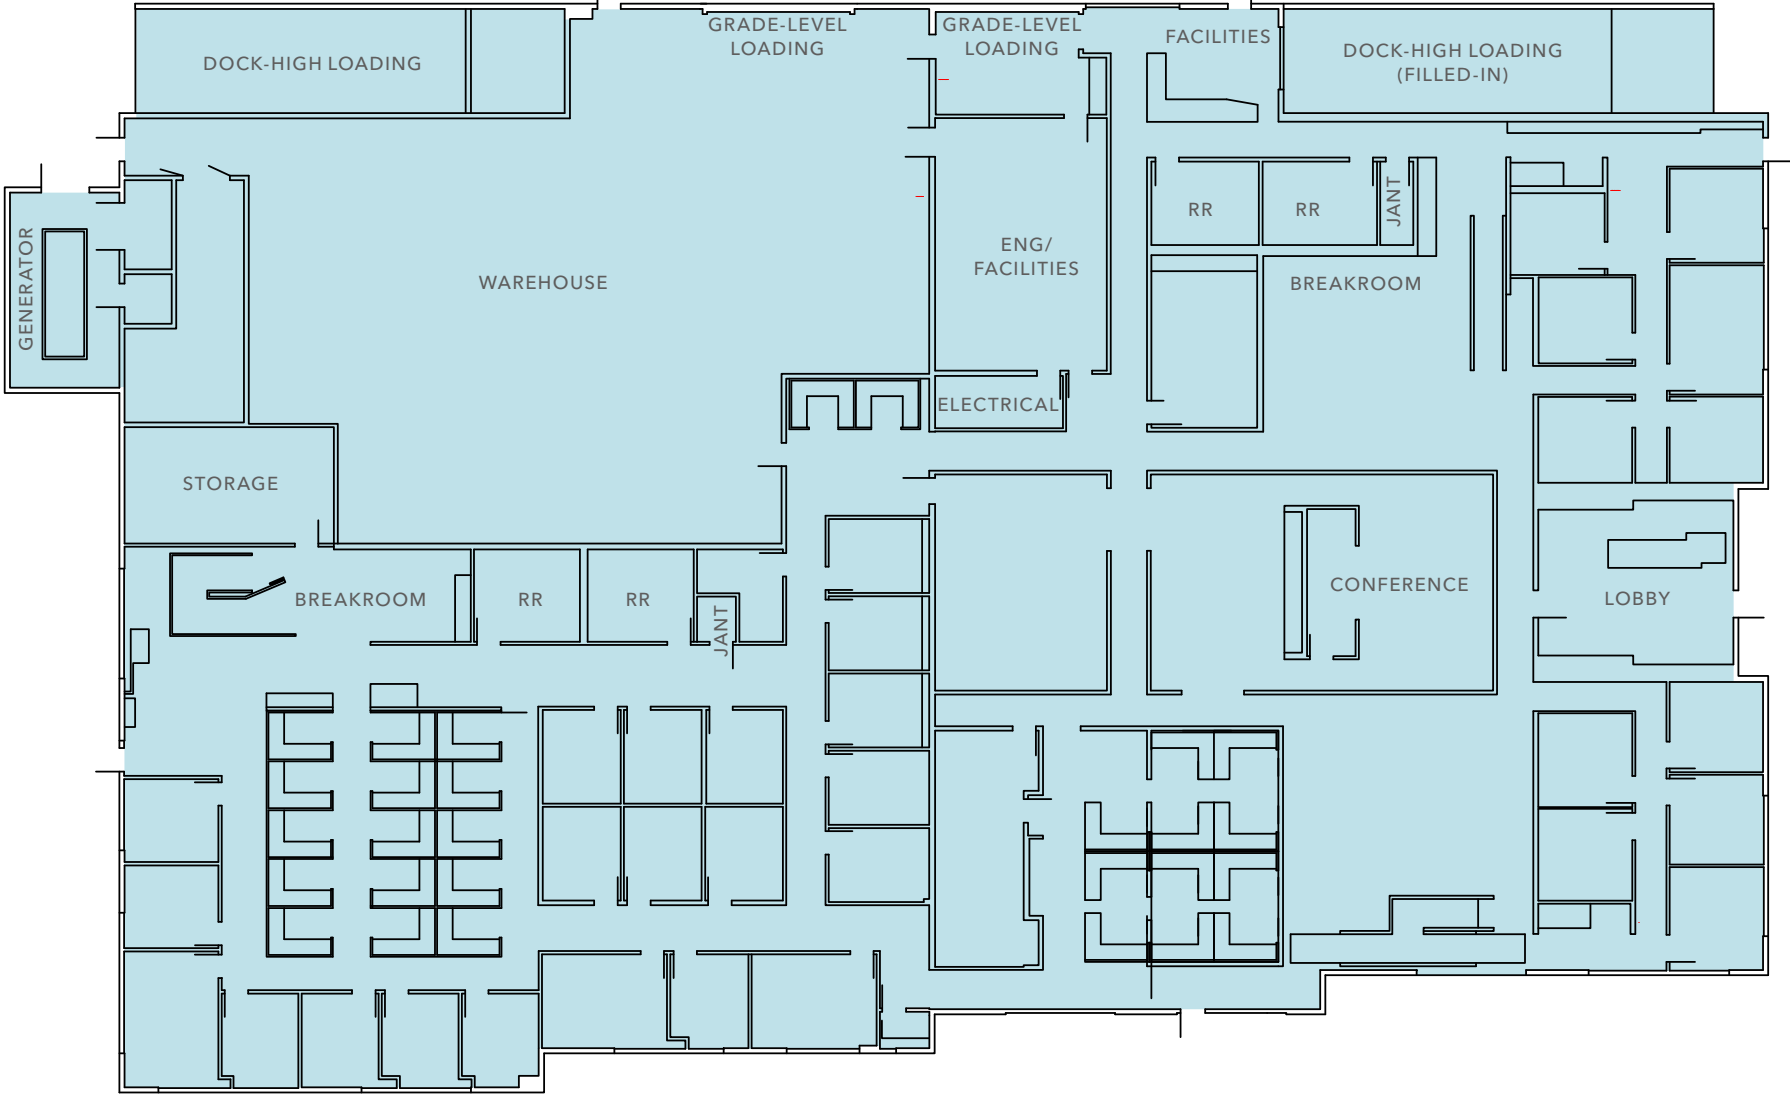 GRADE-LEVEL
LOADING
GRADE-LEVEL
LOADING
FACILITIES
DOCK-HIGH LOADING
DOCK-HIGH LOADING
(FILLED-IN)
JANT
RR
RR
GENERATOR
WAREHOUSE
ENG/
FACILITIES
BREAKROOM
ELECTRICAL
STORAGE
BREAKROOM
RR
RR
JANT
CONFERENCE
LOBBY